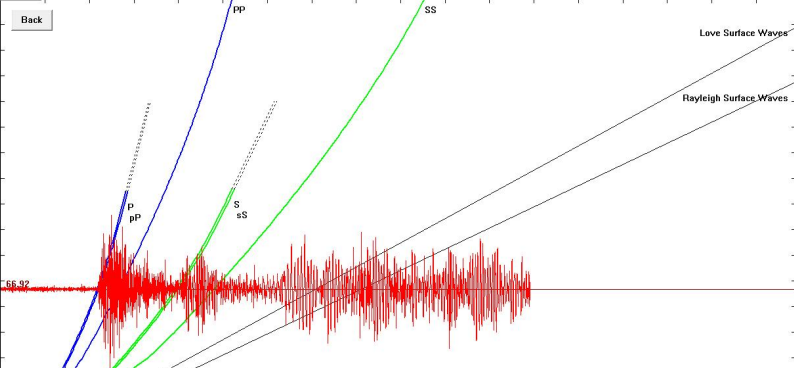 Back
PP
SS
Love Surface Waves
Rayleigh Surface Waves
P
pP
S
sS
66.92